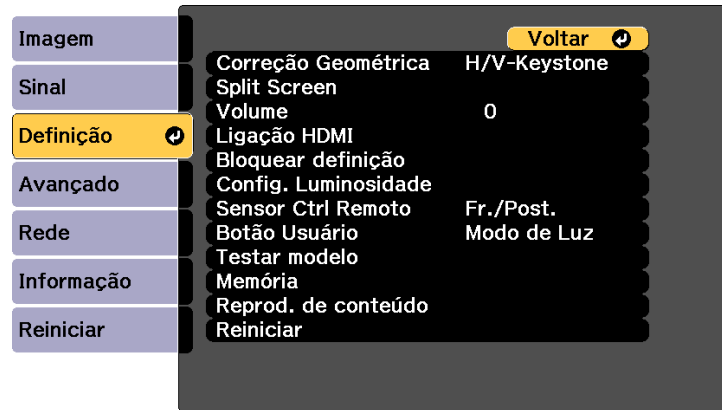 Imagem
Sinal
Definição
Avançado
Rede
Informação
Reiniciar
Voltar
Correção Geométrica H/V-Keystone
Split Screen
Volume 0
Ligação HDMI
Bloquear definição
Config. Luminosidade
Sensor Ctrl Remoto Fr./Post.
Botão Usuário Modo de Luz
Testar modelo
Memória
Reprod. de conteúdo
Reiniciar